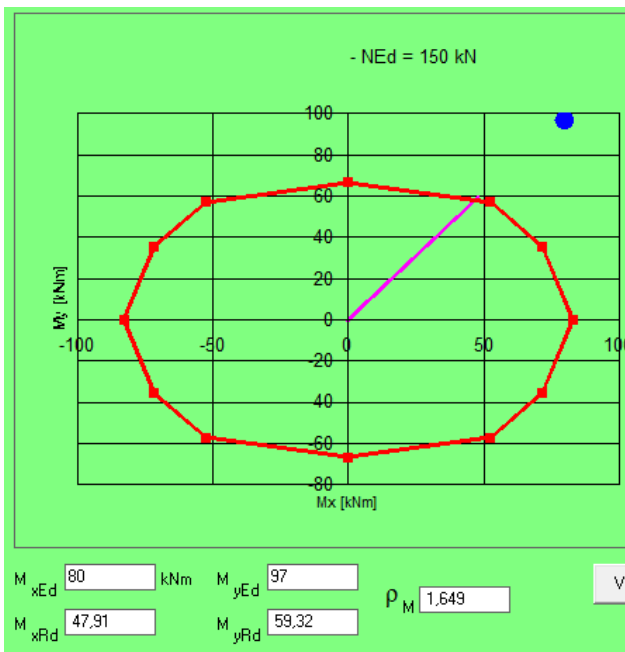 - NEd = 150 kN
100
80
60
40
20
0
-20
-40
-60
-80
-100 -50 0 50 100
My [kNm]
Mx [kNm]
M xEd 80 kNm M yEd 97
ρ M 1,649 V
M xRd 47,91 M yRd 59,32